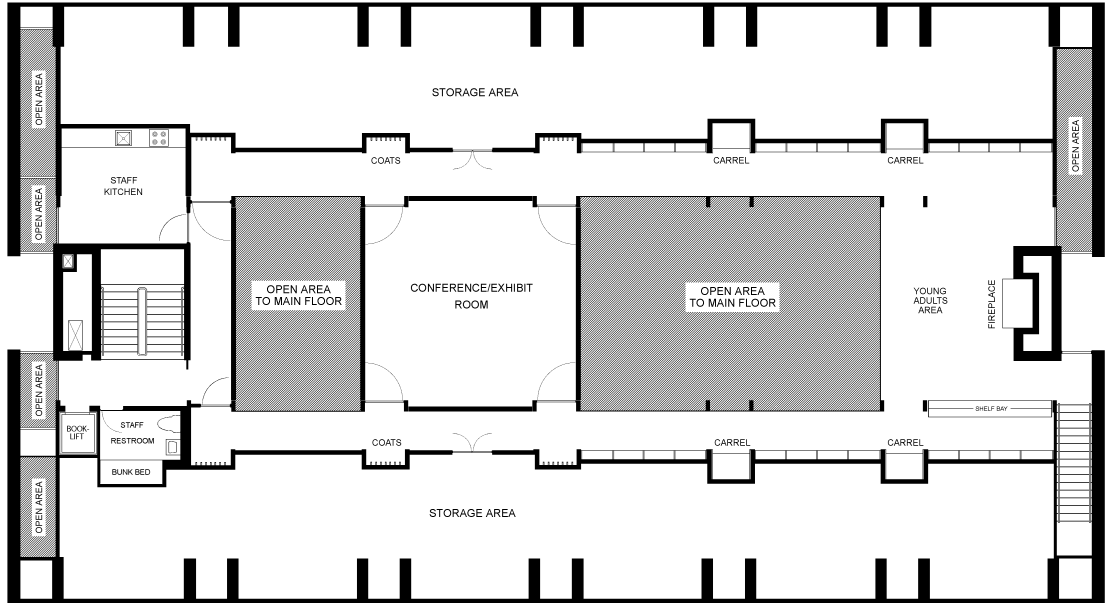 STORAGE AREA
OPEN AREA
OPEN AREA
COATS
CARREL
CARREL
OPEN AREA
STAFF
KITCHEN
OPEN AREA
TO MAIN FLOOR
CONFERENCE/EXHIBIT
ROOM
OPEN AREA
TO MAIN FLOOR
YOUNG
ADULTS
AREA
FIREPLACE
OPEN AREA
SHELF BAY
BOOK-
LIFT
STAFF
RESTROOM
COATS
CARREL
CARREL
BUNK BED
OPEN AREA
STORAGE AREA